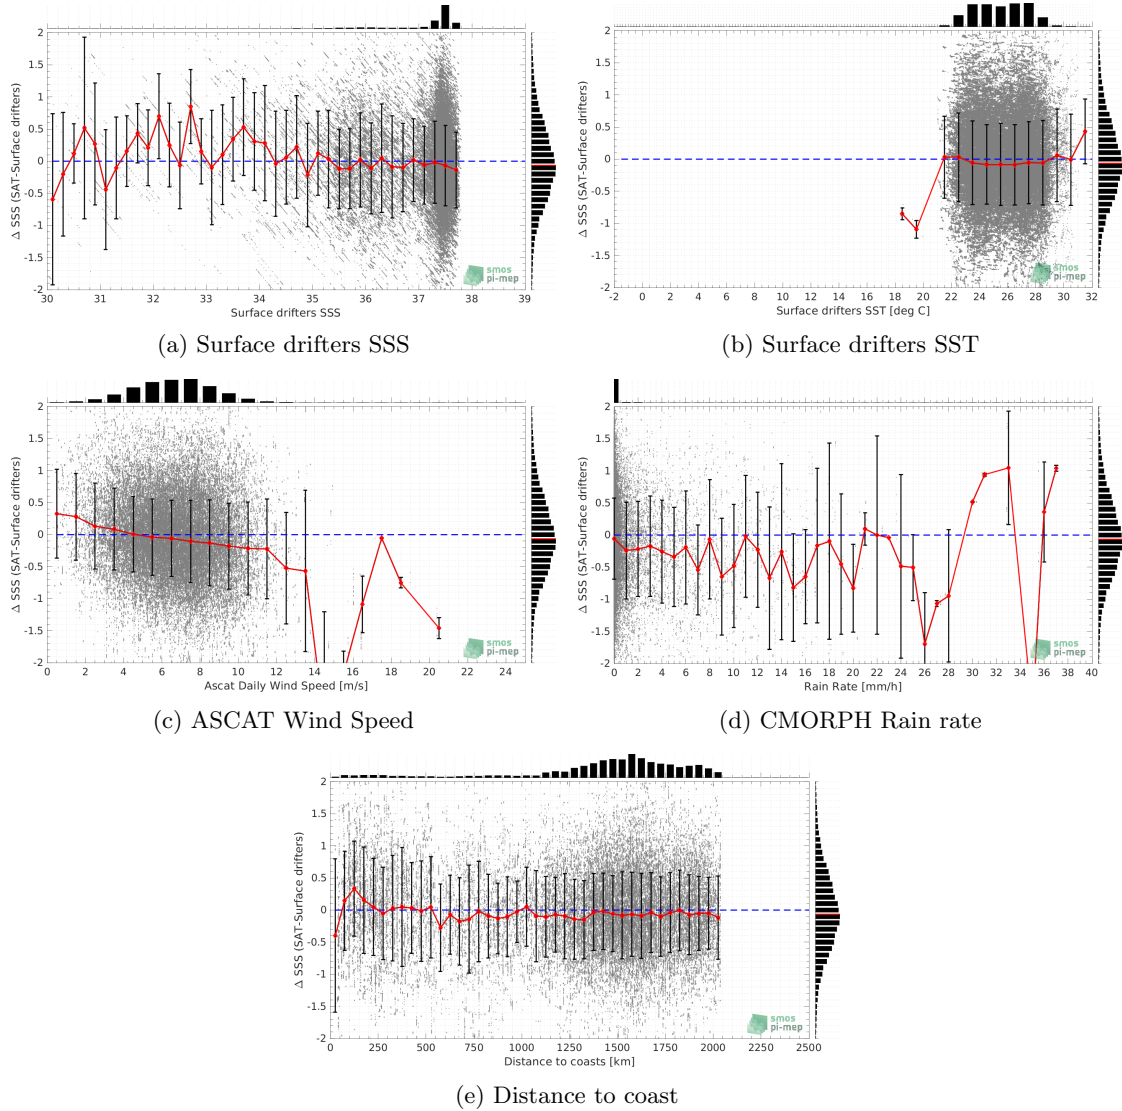 2
1.5
1
0.5
0
-0.5
-1
-1.5
-2
Δ SSS (SAT-Surface drifters)
30 31 32 33 34 35 36 37 38 39
Surface drifters SSS
smos
pi-mep
(a) Surface drifters SSS
2
1.5
1
0.5
0
-0.5
-1
-1.5
-2
Δ SSS (SAT-Surface drifters)
-2 0 2 4 6 8 10 12 14 16 18 20 22 24 26 28 30 32
Surface drifters SST [deg C]
smos
pi-mep
(b) Surface drifters SST
2
1.5
1
0.5
0
-0.5
-1
-1.5
-2
Δ SSS (SAT-Surface drifters)
0 2 4 6 8 10 12 14 16 18 20 22 24
Ascat Daily Wind Speed [m/s]
smos
pi-mep
(c) ASCAT Wind Speed
2
1.5
1
0.5
0
-0.5
-1
-1.5
-2
Δ SSS (SAT-Surface drifters)
0 2 4 6 8 10 12 14 16 18 20 22 24 26 28 30 32 34 36 38 40
Rain Rate [mm/h]
smos
pi-mep
(d) CMORPH Rain rate
2
1.5
1
0.5
0
-0.5
-1
-1.5
-2
Δ SSS (SAT-Surface drifters)
0 250 500 750 1000 1250 1500 1750 2000 2250 2500
Distance to coasts [km]
smos
pi-mep
(e) Distance to coast